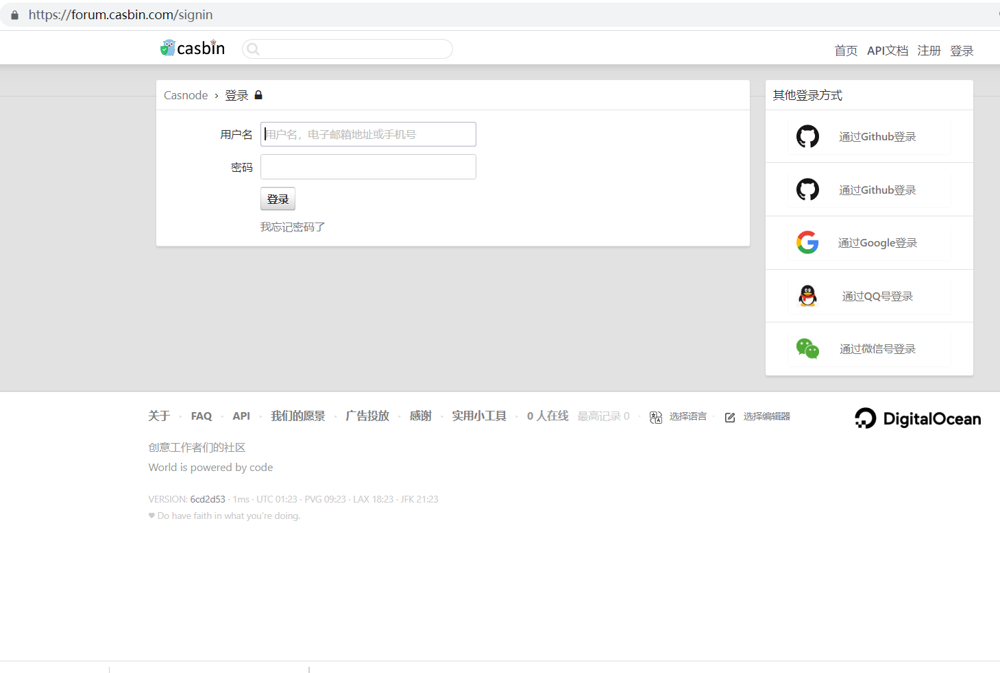 https://forum.casbin.com/signin
casbin
首页 API文档 注册 登录
Casnode › 登录
用户名 用户名，电子邮箱地址或手机号
密码
登录
我忘记密码了
其他登录方式
通过Github登录
通过Github登录
通过Google登录
通过QQ号登录
通过微信号登录
关于 · FAQ · API · 我们的愿景 · 广告投放 · 感谢 · 实用小工具 · 0 人在线 最高记录 0 · 选择语言 · 选择编辑器
DigitalOcean
创意工作者们的社区
World is powered by code
VERSION: 6cd2d53 · 1ms · UTC 01:23 · PVG 09:23 · LAX 18:23 · JFK 21:23
♥ Do have faith in what you're doing.